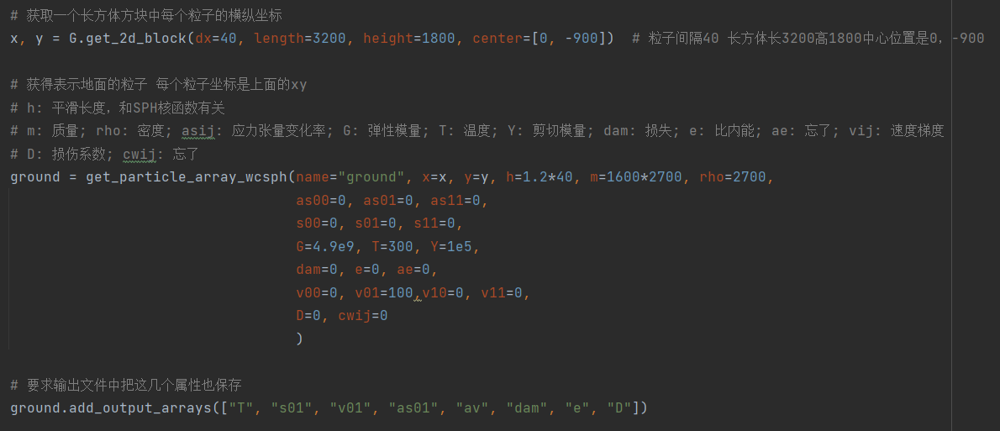 # 获取一个长方体方块中每个粒子的横纵坐标
x, y = G.get_2d_block(dx=40, length=3200, height=1800, center=[0, -900])  # 粒子间隔40 长方体长3200高1800中心位置是0，-900
# 获得表示地面的粒子 每个粒子坐标是上面的xy
# h: 平滑长度，和SPH核函数有关
# m: 质量; rho: 密度; asij: 应力张量变化率; G: 弹性模量; T: 温度; Y: 剪切模量; dam: 损失; e: 比内能; ae: 忘了; vij: 速度梯度
# D: 损伤系数; cwij: 忘了
ground = get_particle_array_wcsph(name="ground", x=x, y=y, h=1.2*40, m=1600*2700, rho=2700,
as00=0, as01=0, as11=0,
s00=0, s01=0, s11=0,
G=4.9e9, T=300, Y=1e5,
dam=0, e=0, ae=0,
v00=0, v01=100,v10=0, v11=0,
D=0, cwij=0
)
# 要求输出文件中把这几个属性也保存
ground.add_output_arrays(["T", "s01", "v01", "as01", "av", "dam", "e", "D"])